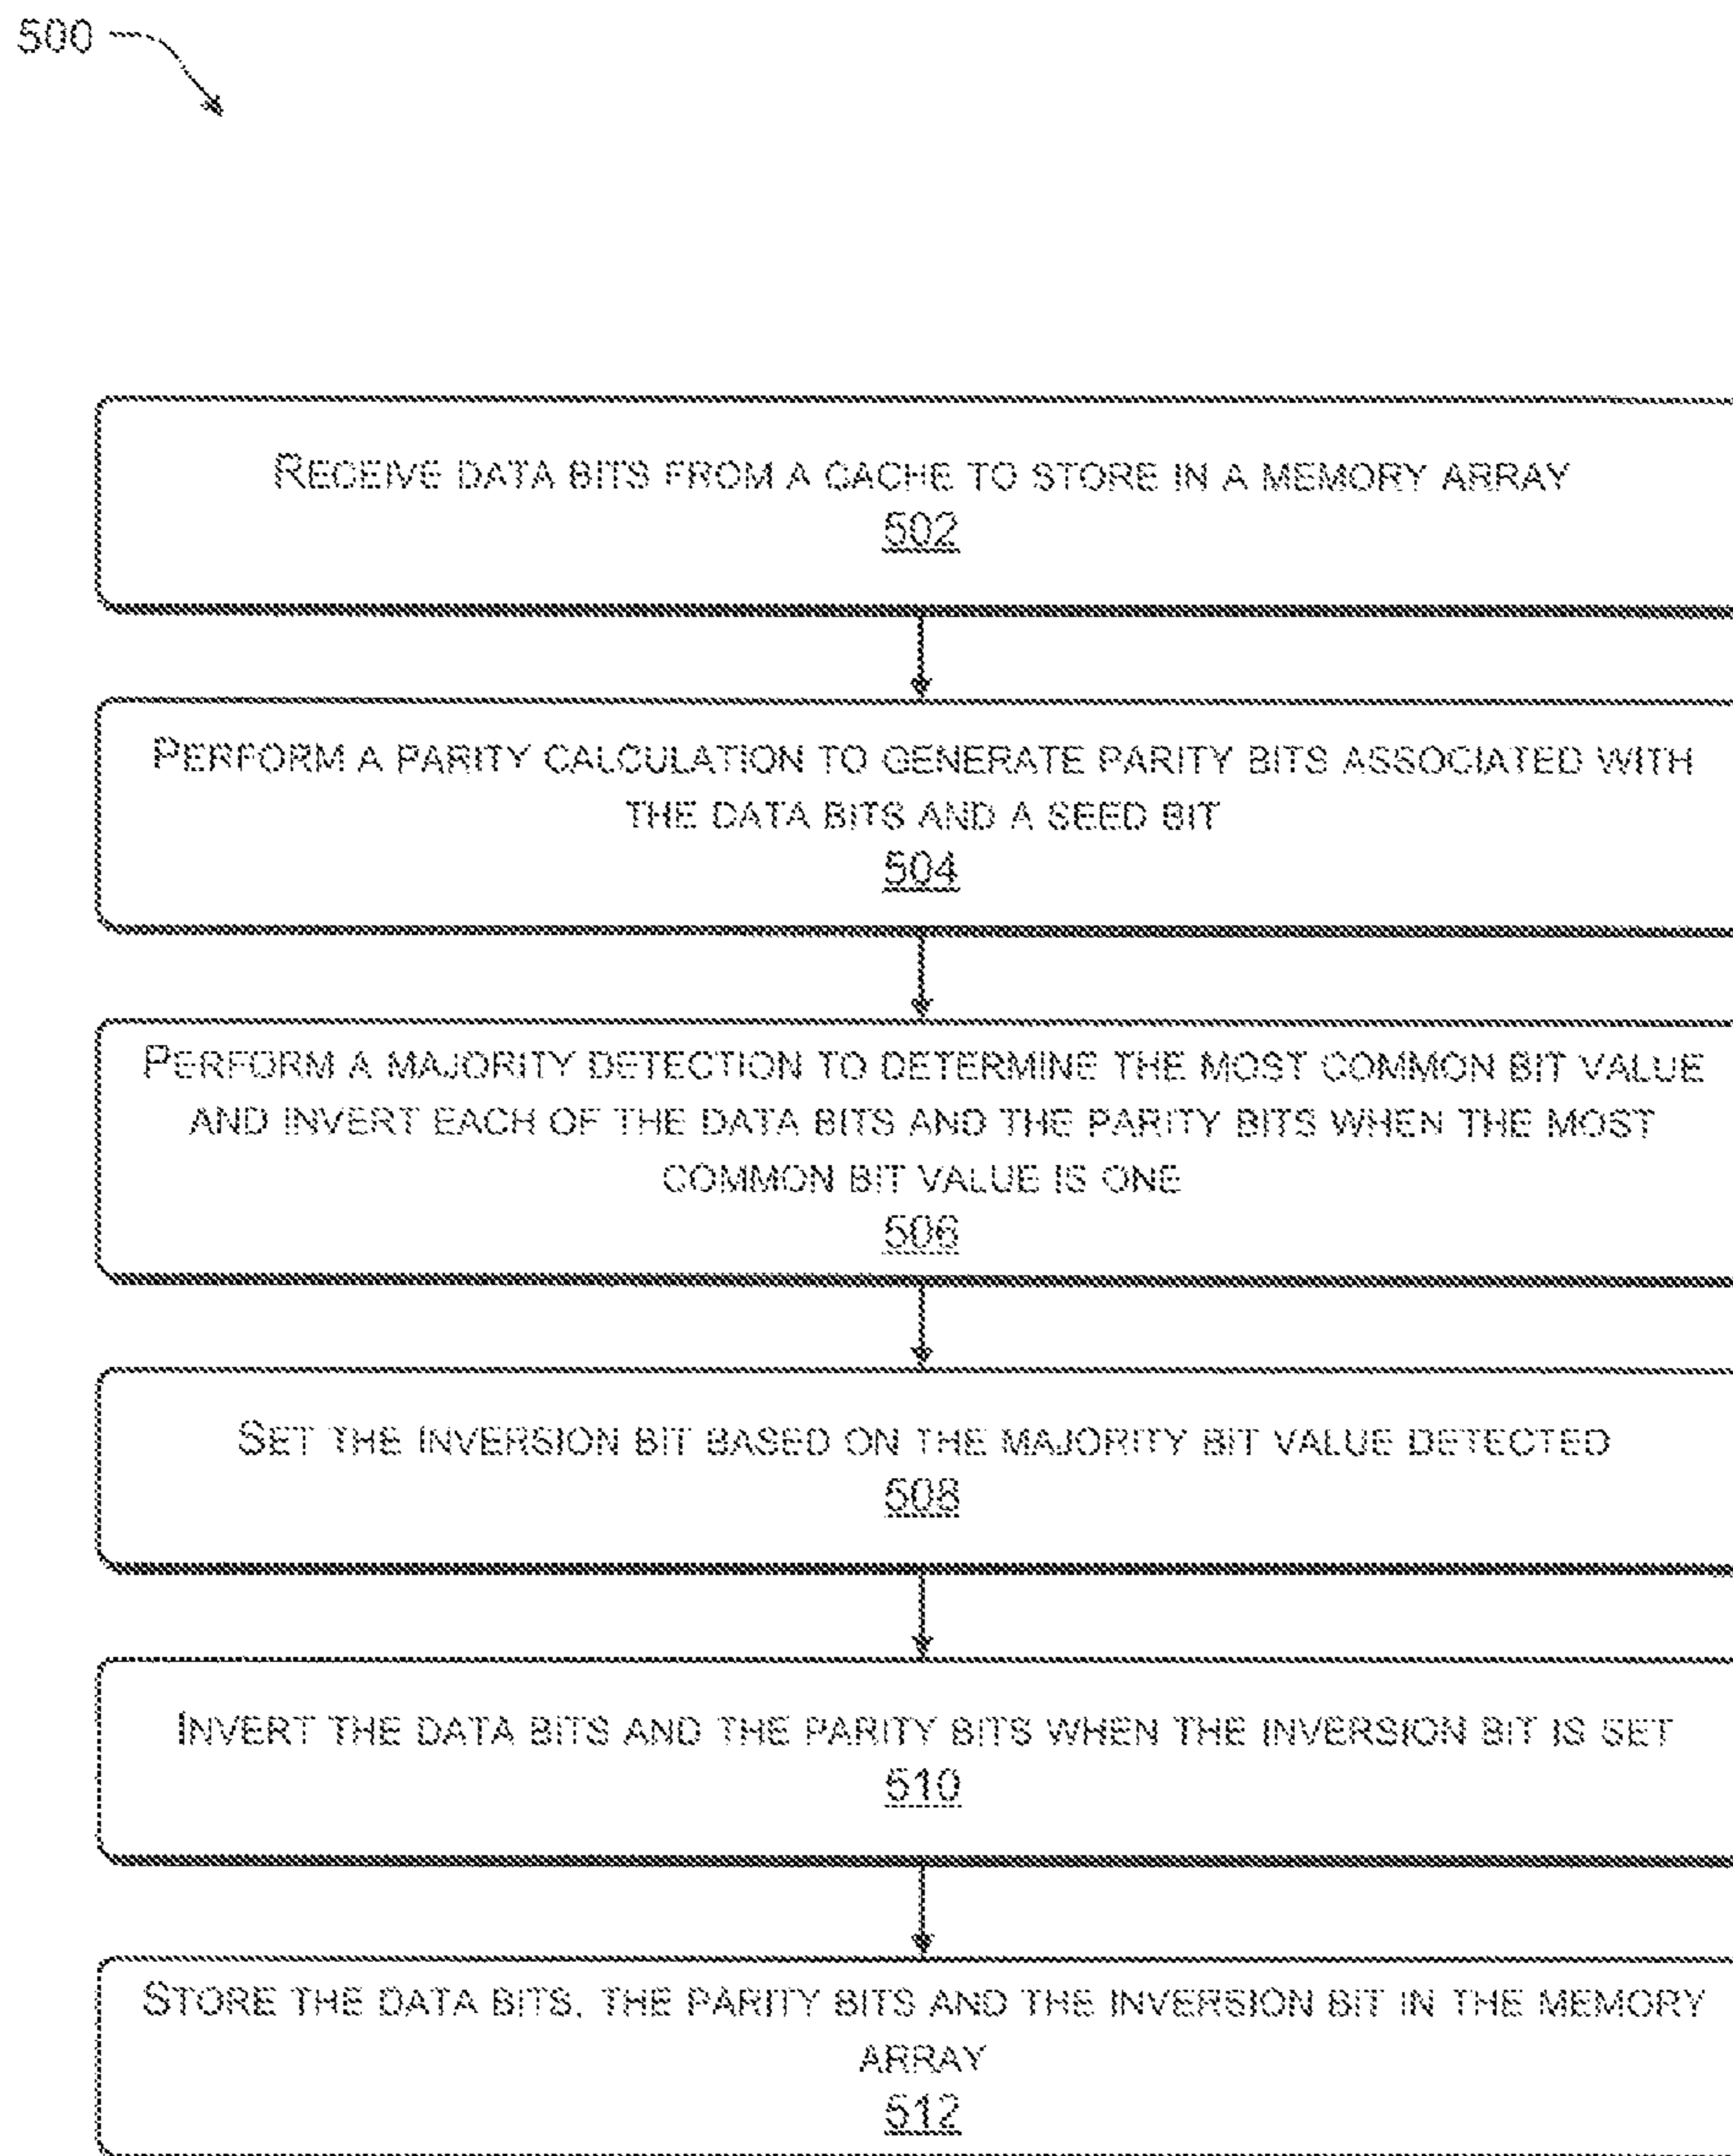 500
RECEIVE DATA BITS FROM A CACHE TO STORE IN A MEMORY ARRAY
502
PERFORM A PARITY CALCULATION TO GENERATE PARITY BITS ASSOCIATED WITH
THE DATA BITS AND A SEED BIT
504
PERFORM A MAJORITY DETECTION TO DETERMINE THE MOST COMMON BIT VALUE
AND INVERT EACH OF THE DATA BITS AND THE PARITY BITS WHEN THE MOST
COMMON BIT VALUE IS ONE
506
SET THE INVERSION BIT BASED ON THE MAJORITY BIT VALUE DETECTED
508
INVERT THE DATA BITS AND THE PARITY BITS WHEN THE INVERSION BIT IS SET
510
STORE THE DATA BITS, THE PARITY BITS AND THE INVERSION BIT IN THE MEMORY
ARRAY
512